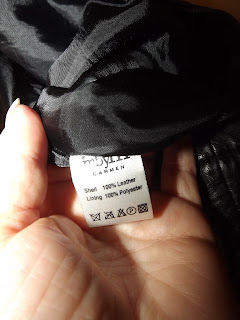 CARMEN
Shell 100% Leather
Lining 100% Polyester